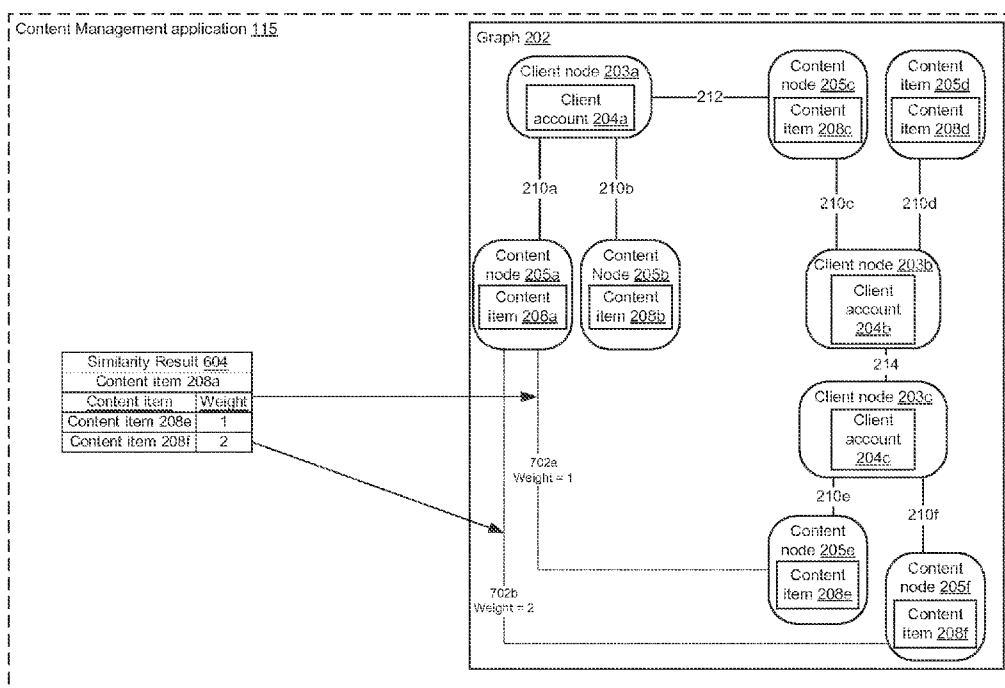 Content Management application 115
Graph 202
Client node 203a
Client
account 204a
212
Content
node 205c
Content
item 208c
Content
item 205d
Content
item 208d
210a
210b
210c
210d
Content
node 205a
Content
item 208a
Content
Node 205b
Content
item 208b
Client node 203b
Client
account
204b
214
Client node 203c
Client
account
204c
Similarity Result 604
Content item 208a
Content item Weight
Content item 208e 1
Content item 208f 2
702a
Weight = 1
210e
210f
Content
node 205e
Content
item 208e
Content
node 205f
Content
item 208f
702b
Weight = 2